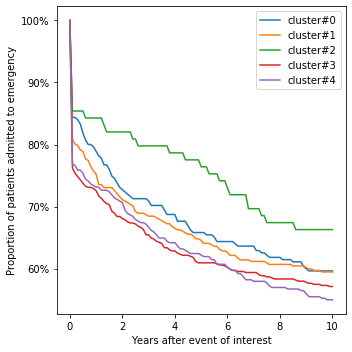 100%
90%
80%
70%
60%
Proportion of patients admitted to emergency
cluster#0
cluster#1
cluster#2
cluster#3
cluster#4
0 2 4 6 8 10
Years after event of interest